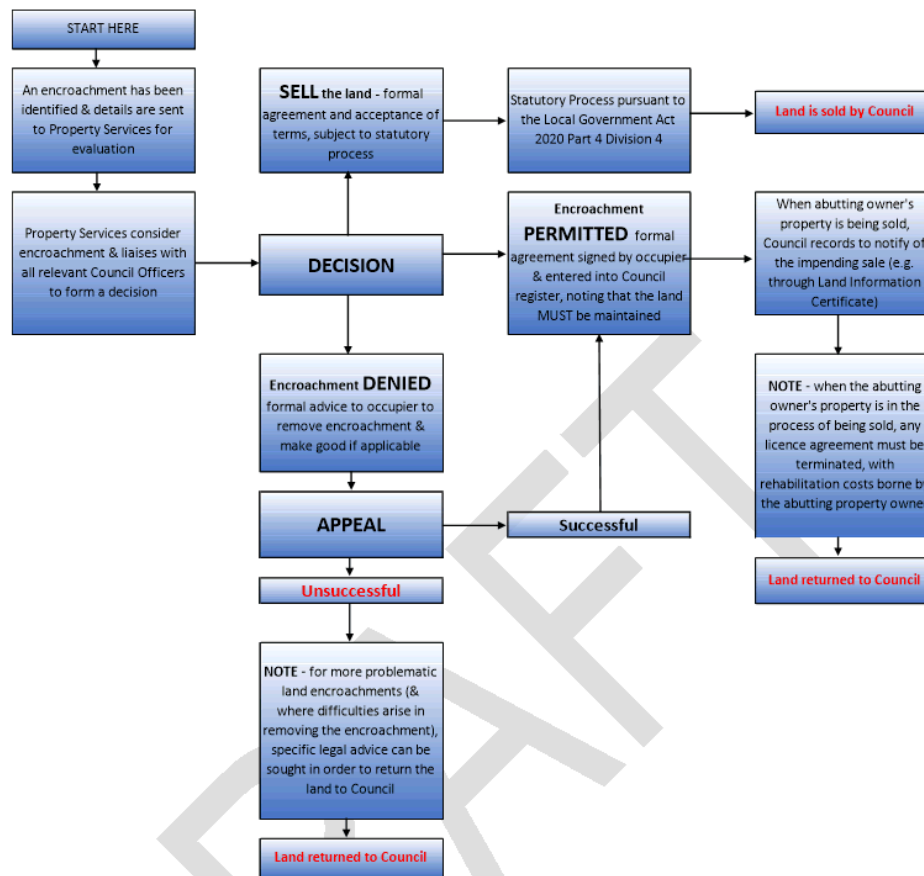 START HERE
An encroachment has been
identified & details are sent
to Property Services for
evaluation
Property Services consider
encroachment & liaises with
all relevant Council Officers
to form a decision
SELL the land - formal
agreement and acceptance of
terms, subject to statutory
process
Statutory Process pursuant to
the Local Government Act
2020 Part 4 Division 4
Land is sold by Council
DECISION
Encroachment
PERMITTED formal
agreement signed by occupier
& entered into Council
register, noting that the land
MUST be maintained
When abutting owner's
property is being sold,
Council records to notify of
the impending sale (e.g.
through Land Information
Certificate)
Encroachment DENIED
formal advice to occupier to
remove encroachment &
make good if applicable
NOTE - when the abutting
owner's property is in the
process of being sold, any
licence agreement must be
terminated, with
rehabilitation costs borne by
the abutting property owner
APPEAL
Successful
Unsuccessful
Land returned to Council
NOTE - for more problematic
land encroachments (&
where difficulties arise in
removing the encroachment),
specific legal advice can be
sought in order to return the
land to Council
Land returned to Council
DRAFT